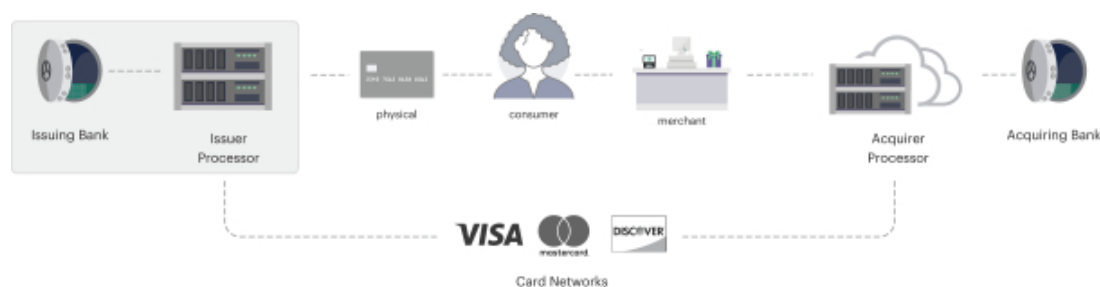 Issuing Bank
Issuer
Processor
physical
consumer
merchant
Acquirer
Processor
Acquiring Bank
VISA
mastercard
DISCOVER
Card Networks